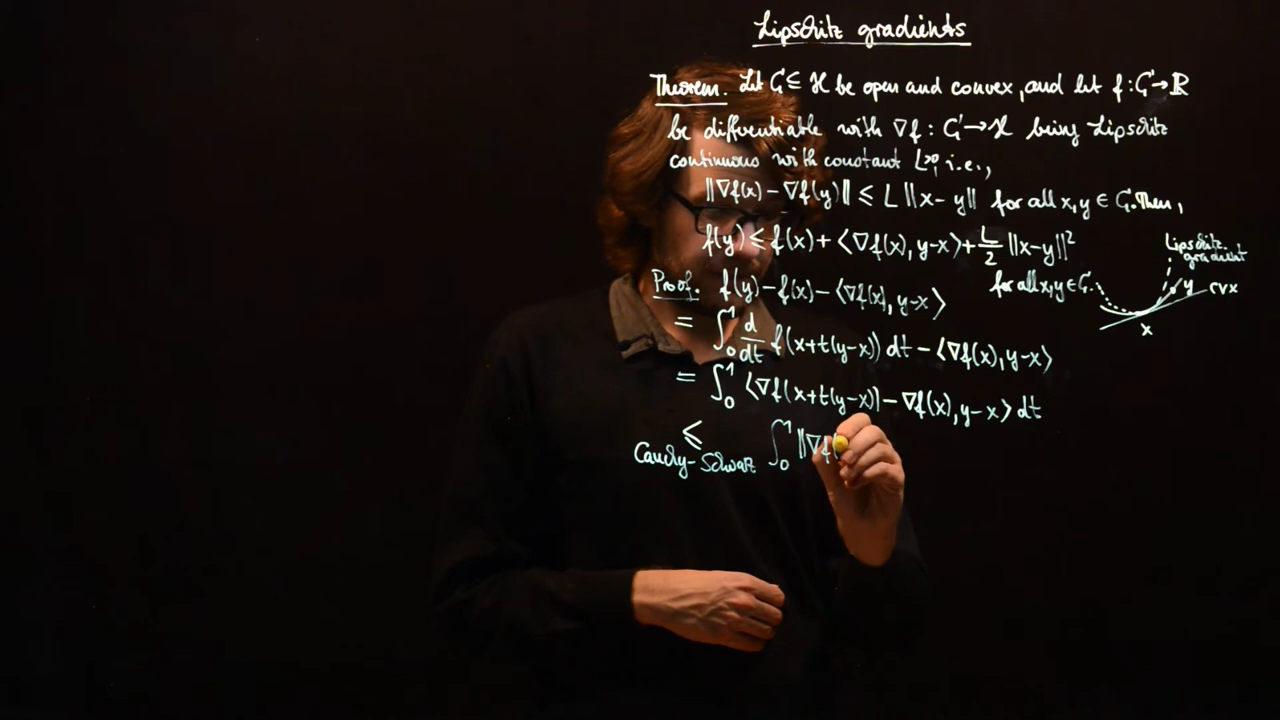 Lipschitz gradients
Theorem. Let G ⊆ H be open and convex, and let f : G → R
be differentiable with ∇f : G → H being Lipschitz
continuous with constant L>0, i.e.,
‖∇f(x) − ∇f(y)‖ ≤ L ‖x − y‖ for all x, y ∈ G. Then,
f(y) ≤ f(x) + ⟨∇f(x), y−x⟩ + L/2 ‖x−y‖²
for all x,y ∈ G.
Lipschitz
gradient
y
cvx
x
Proof. f(y) − f(x) − ⟨∇f(x), y−x⟩
= ∫₀¹ d/dt f(x+t(y−x)) dt − ⟨∇f(x), y−x⟩
= ∫₀¹ ⟨∇f(x+t(y−x)) − ∇f(x), y−x⟩ dt
≤ ∫₀¹ ‖∇f(
Cauchy-Schwarz